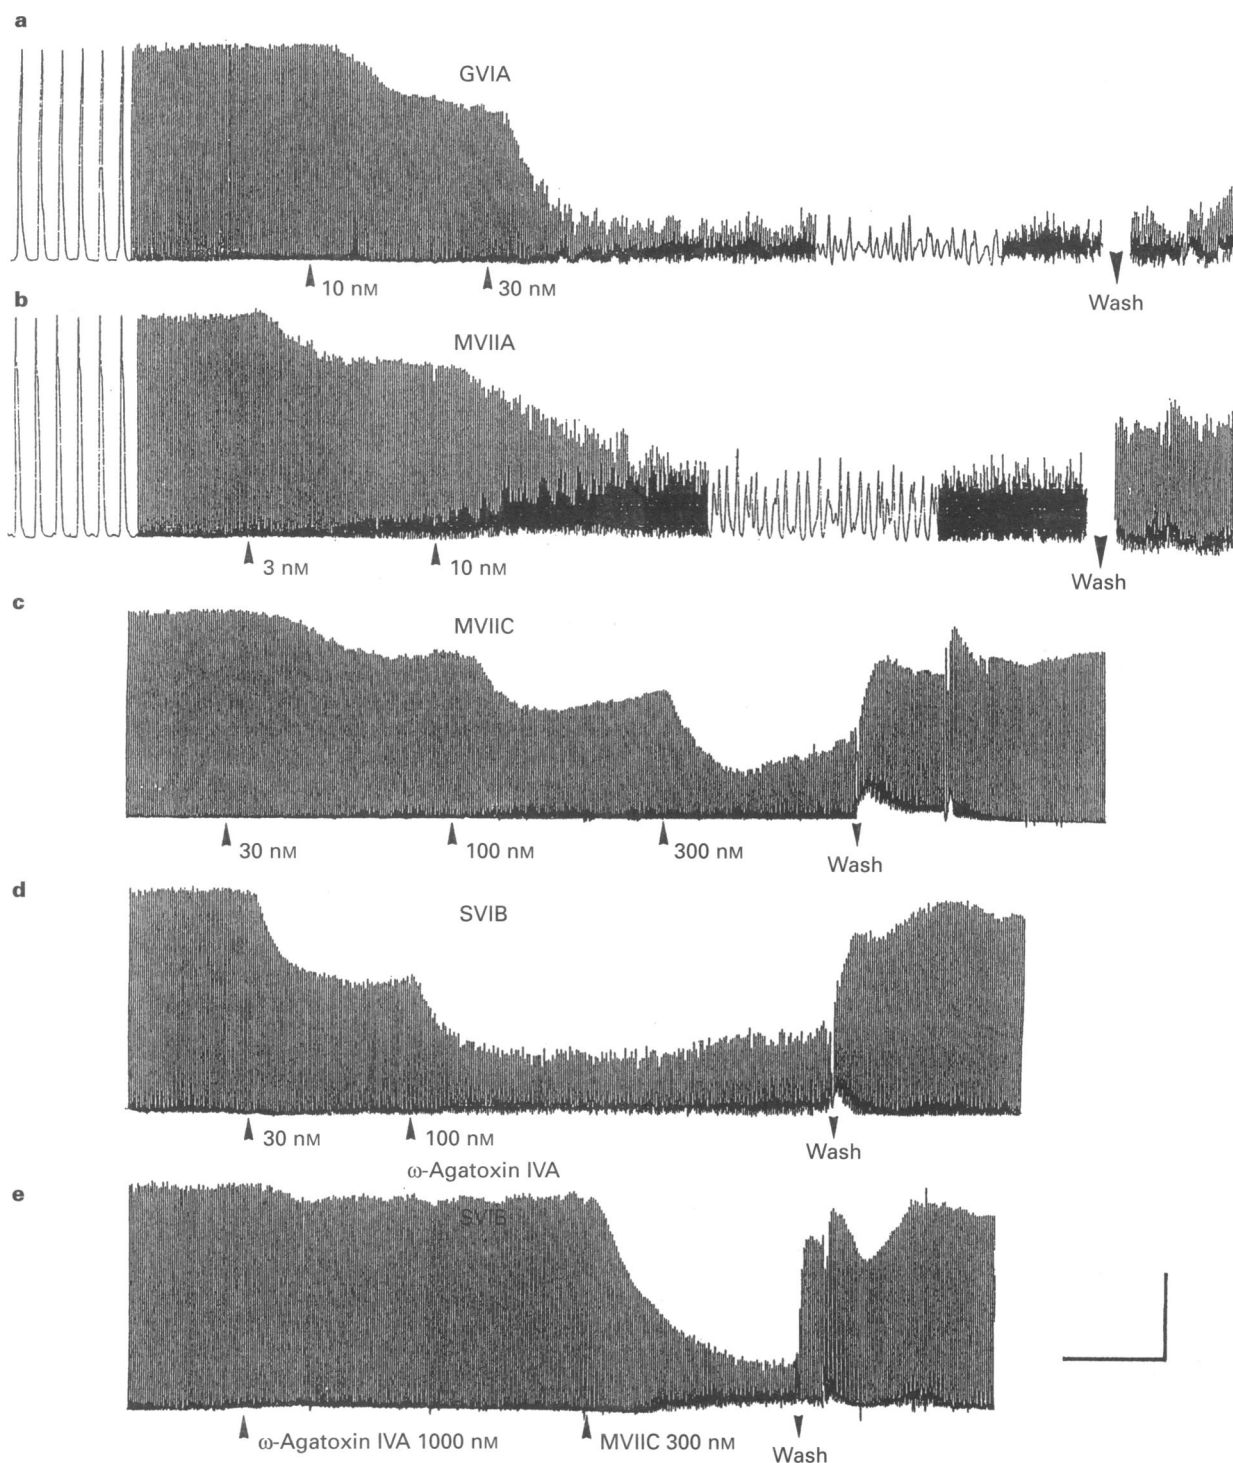 a
GVIA
10 nM
30 nM
Wash
b
MVIIA
3 nM
10 nM
Wash
c
MVIIC
30 nM
100 nM
300 nM
Wash
d
SVIB
30 nM
100 nM
Wash
ω-Agatoxin IVA
e
SVIB
ω-Agatoxin IVA 1000 nM
MVIIC 300 nM
Wash